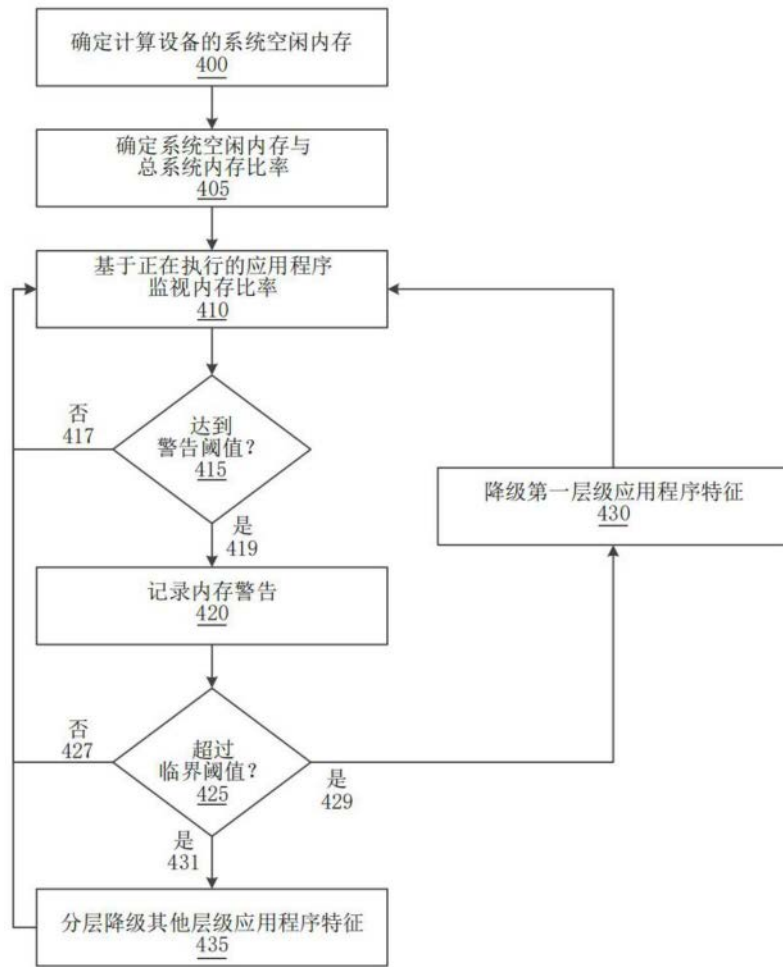 确定计算设备的系统空闲内存
400
确定系统空闲内存与
总系统内存比率
405
基于正在执行的应用程序
监视内存比率
410
否
417
达到
警告阈值？
415
是
419
降级第一层级应用程序特征
430
记录内存警告
420
否
427
超过
临界阈值？
425
是
429
是
431
分层降级其他层级应用程序特征
435